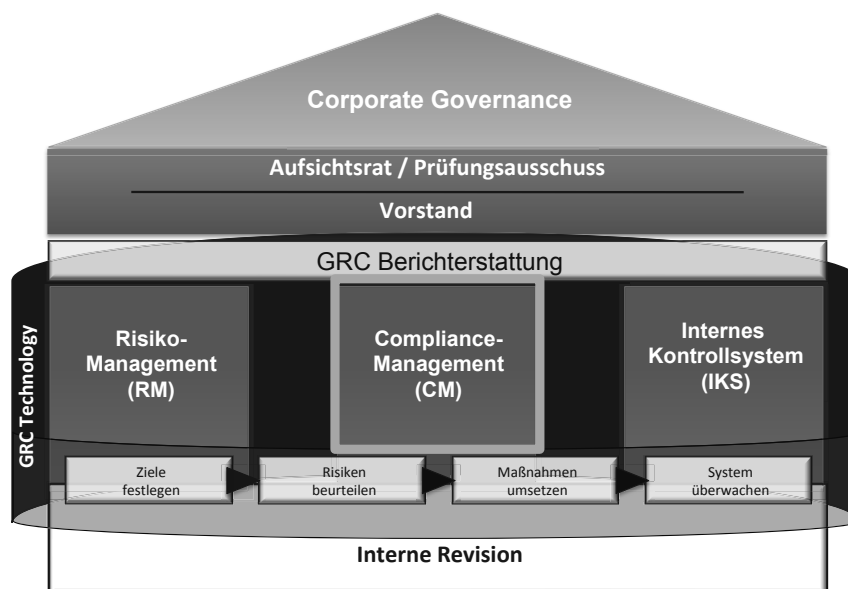 Corporate Governance
Aufsichtsrat / Prüfungsausschuss
Vorstand
GRC Berichterstattung
GRC Technology
Risiko-
Management
(RM)
Compliance-
Management
(CM)
Internes
Kontrollsystem
(IKS)
Ziele
festlegen
Risiken
beurteilen
Maßnahmen
umsetzen
System
überwachen
Interne Revision